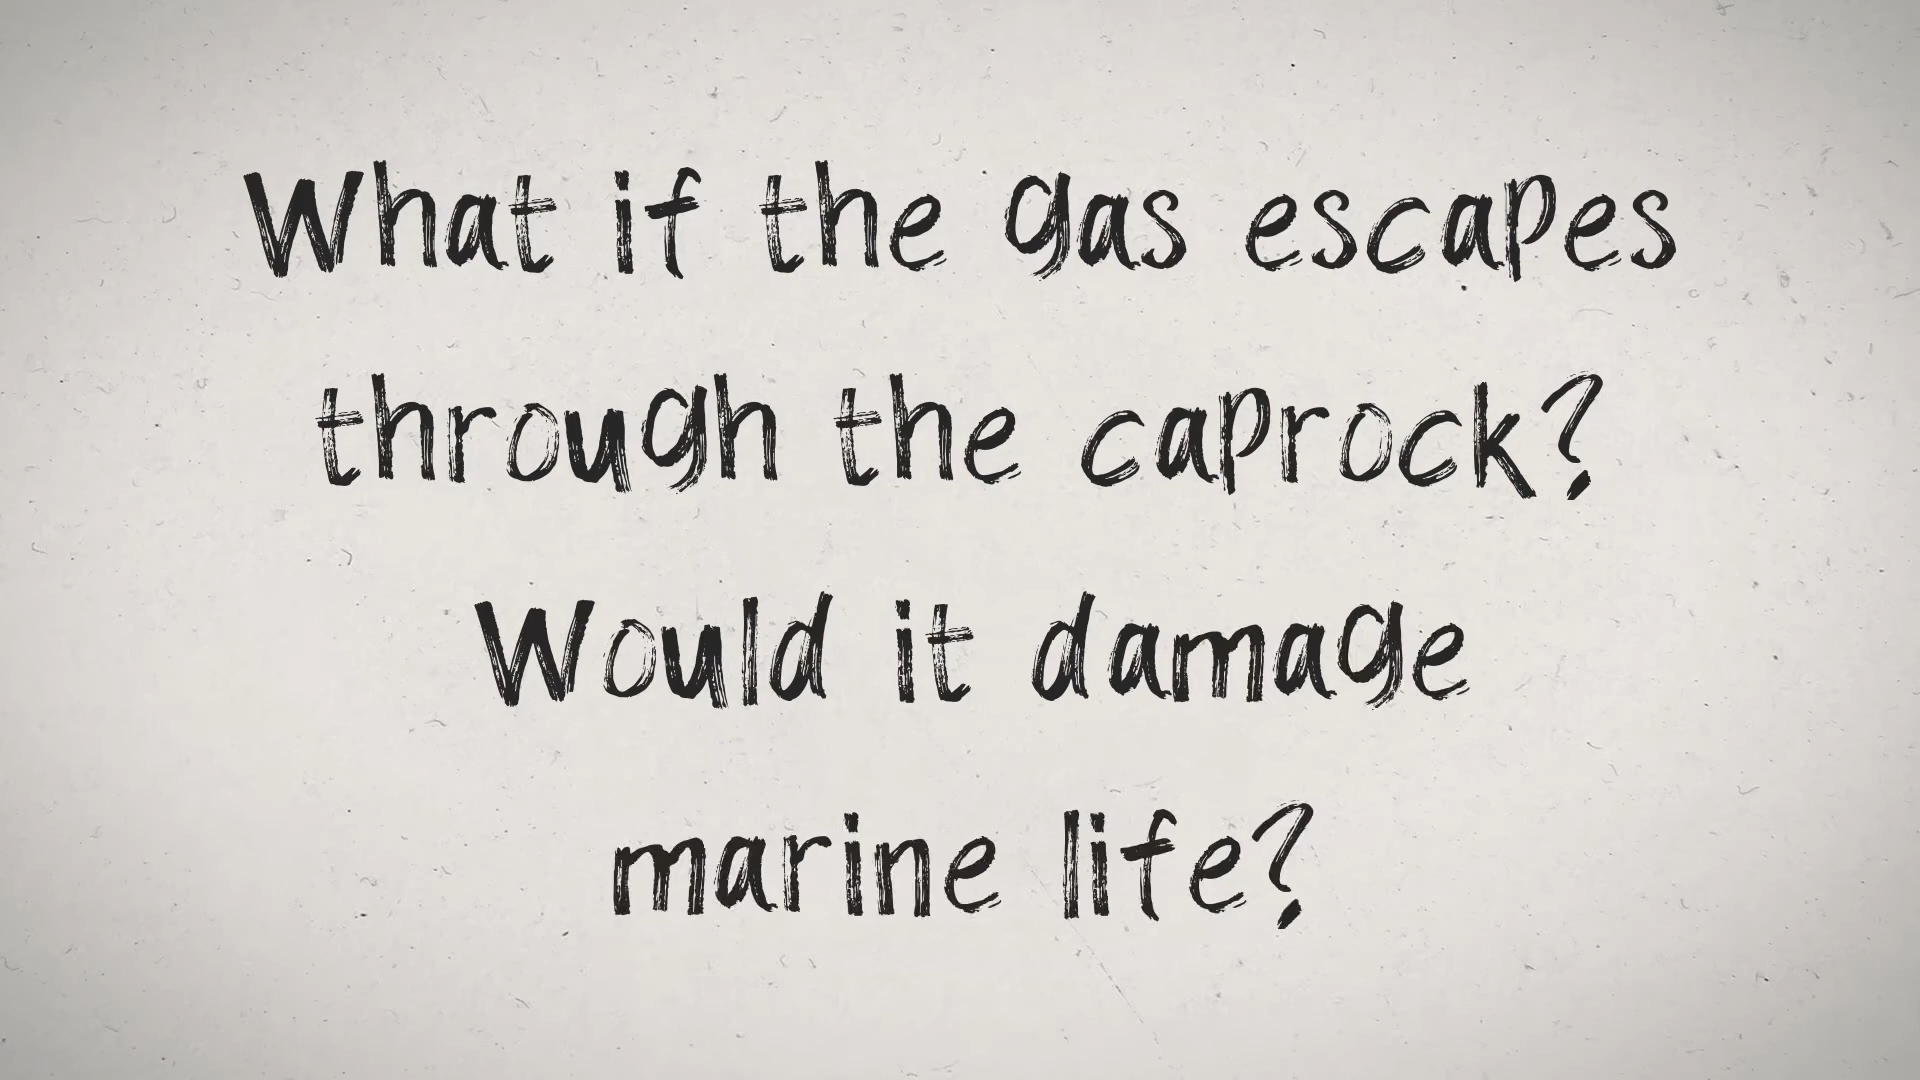 What if the gas escapes
through the caprock?
Would it damage
marine life?